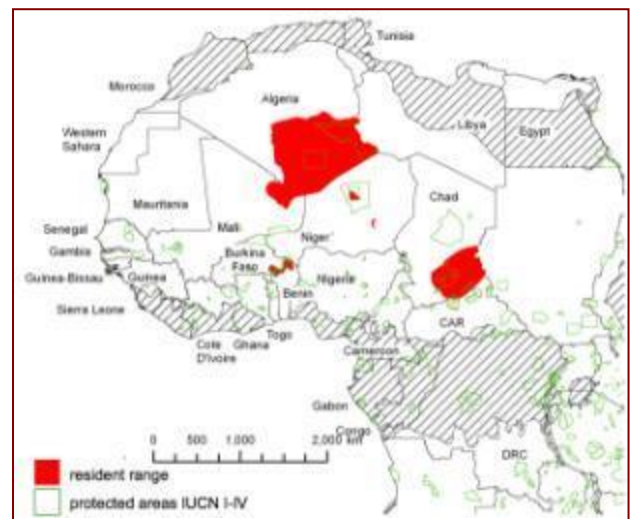 Tunisia
Morocco
Algeria
Western
Sahara
Libya
Egypt
Mauritania
Mali
Niger
Chad
Senegal
Gambia
Guinea-Bissau
Guinea
Burkina
Faso
Nigeria
Benin
Sierra Leone
Togo
Cote
D'Ivoire
Ghana
CAR
Cameroon
Gabon
Congo
DRC
0 500 1,000 2,000 km
resident range
protected areas IUCN I-IV